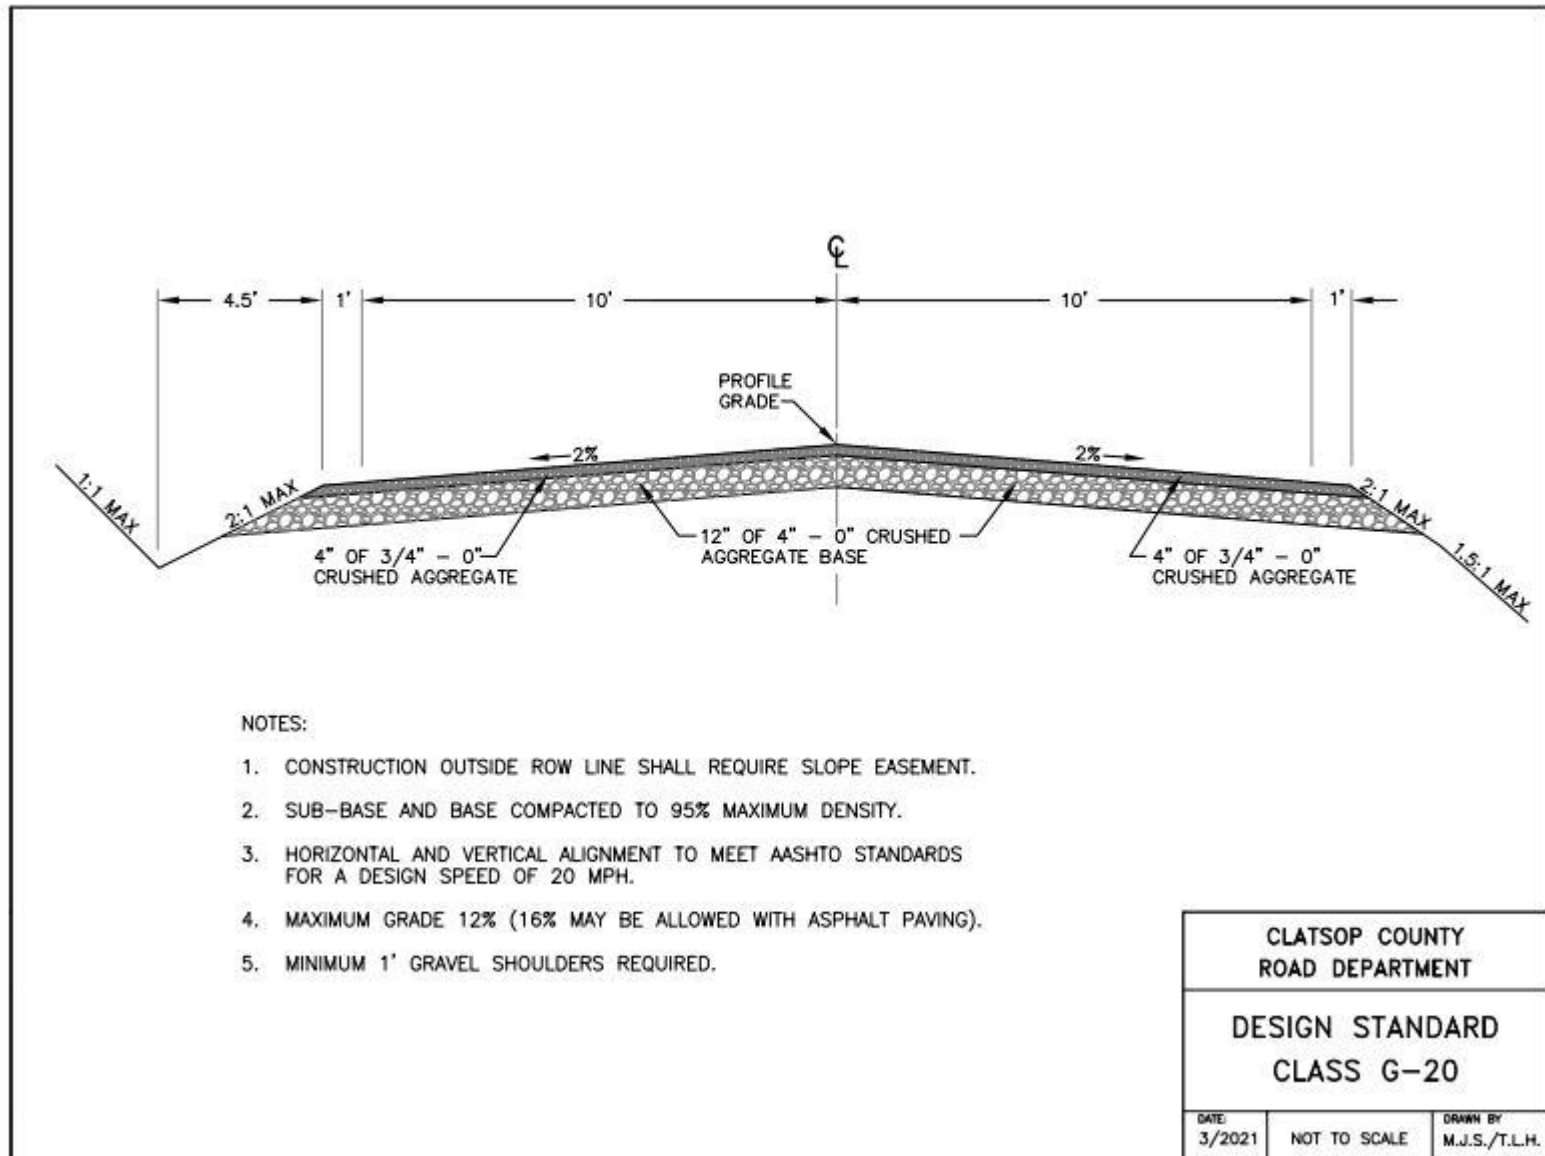 ℄
4.5' 1' 10' 10' 1'
PROFILE
GRADE
2% 2%
1:1 MAX
2:1 MAX
2:1 MAX
1.5:1 MAX
4" OF 3/4" - 0"
CRUSHED AGGREGATE
12" OF 4" - 0" CRUSHED
AGGREGATE BASE
4" OF 3/4" - 0"
CRUSHED AGGREGATE
NOTES:
1. CONSTRUCTION OUTSIDE ROW LINE SHALL REQUIRE SLOPE EASEMENT.
2. SUB-BASE AND BASE COMPACTED TO 95% MAXIMUM DENSITY.
3. HORIZONTAL AND VERTICAL ALIGNMENT TO MEET AASHTO STANDARDS
FOR A DESIGN SPEED OF 20 MPH.
4. MAXIMUM GRADE 12% (16% MAY BE ALLOWED WITH ASPHALT PAVING).
5. MINIMUM 1' GRAVEL SHOULDERS REQUIRED.
CLATSOP COUNTY
ROAD DEPARTMENT
DESIGN STANDARD
CLASS G-20
DATE:
3/2021
NOT TO SCALE
DRAWN BY
M.J.S./T.L.H.